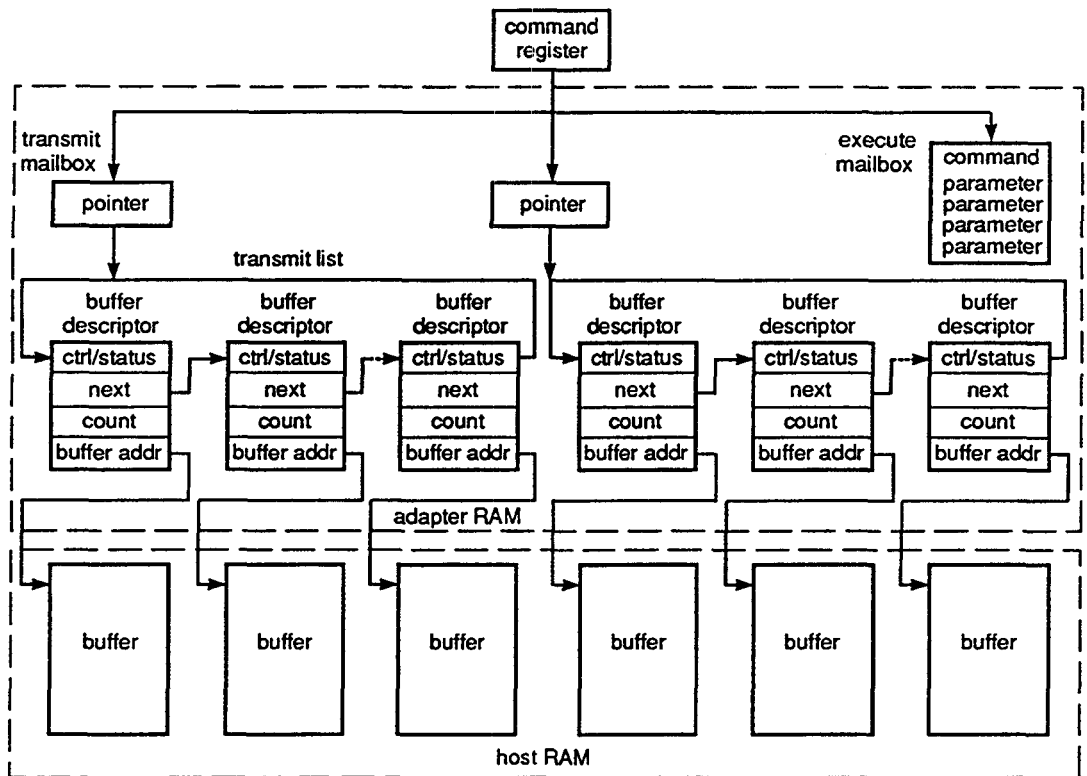 command
register
transmit
mailbox
execute
mailbox
command
parameter
parameter
parameter
parameter
pointer
pointer
transmit list
buffer
descriptor
buffer
descriptor
buffer
descriptor
buffer
descriptor
buffer
descriptor
buffer
descriptor
ctrl/status
ctrl/status
ctrl/status
ctrl/status
ctrl/status
ctrl/status
next
next
next
next
next
next
count
count
count
count
count
count
buffer addr
buffer addr
buffer addr
buffer addr
buffer addr
buffer addr
adapter RAM
buffer
buffer
buffer
buffer
buffer
buffer
host RAM